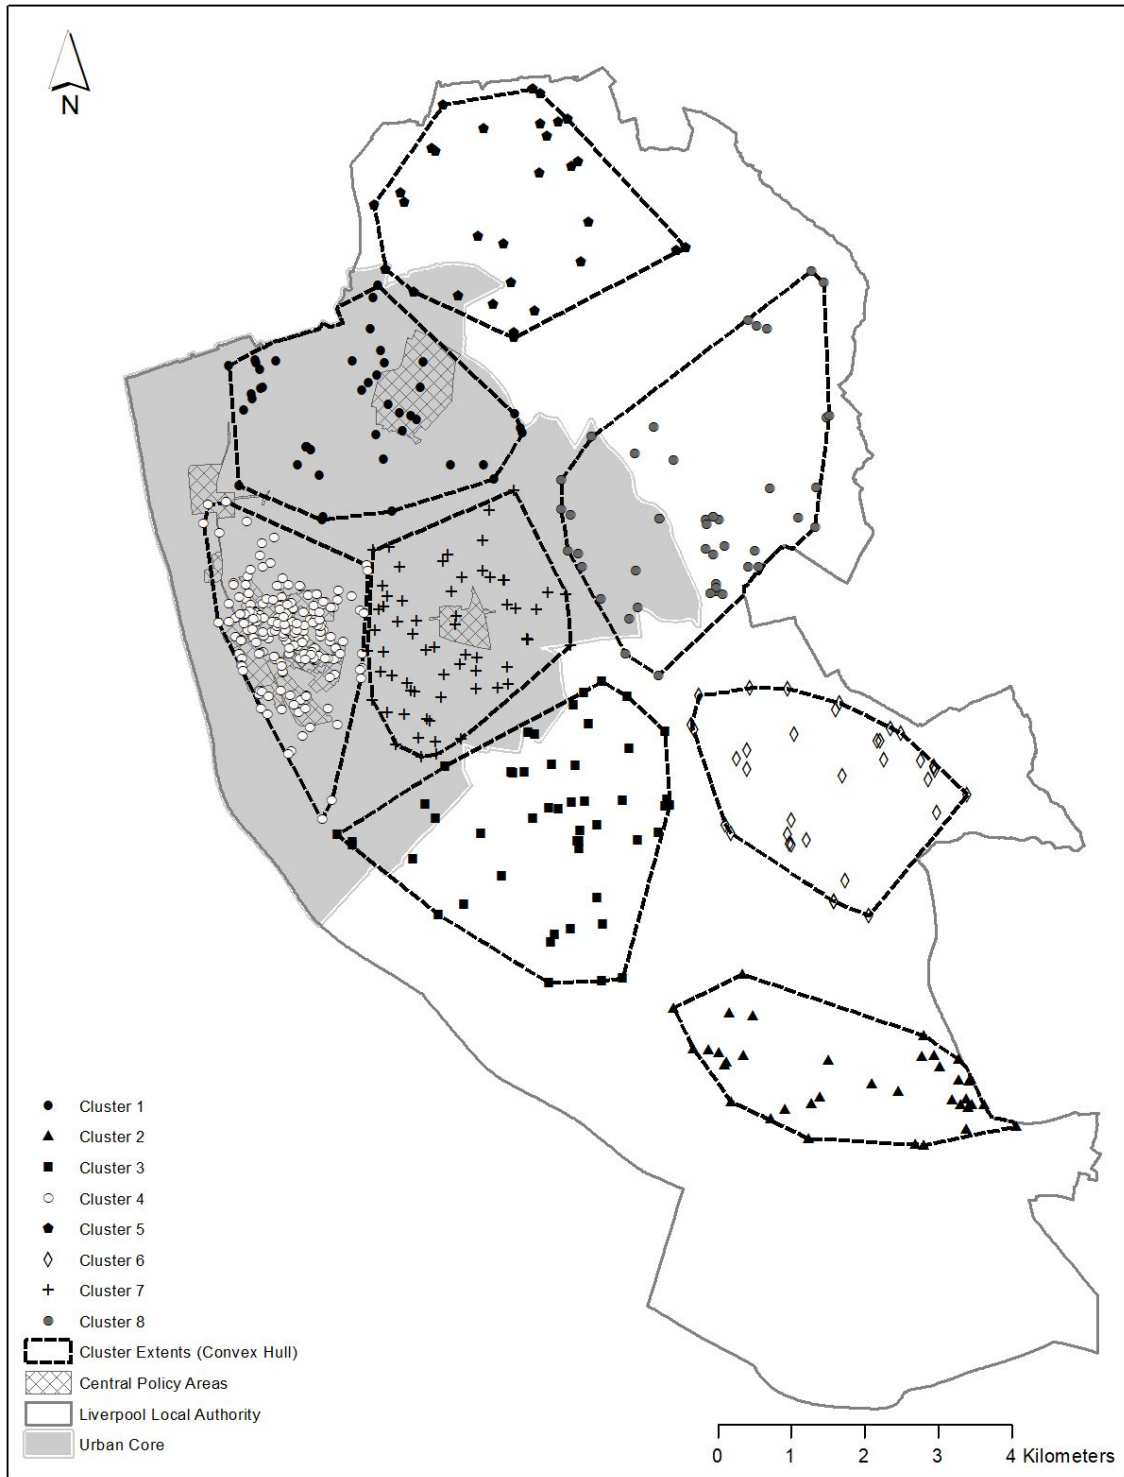 N
Cluster 1
Cluster 2
Cluster 3
Cluster 4
Cluster 5
Cluster 6
Cluster 7
Cluster 8
Cluster Extents (Convex Hull)
Central Policy Areas
Liverpool Local Authority
Urban Core
0 1 2 3 4 Kilometers